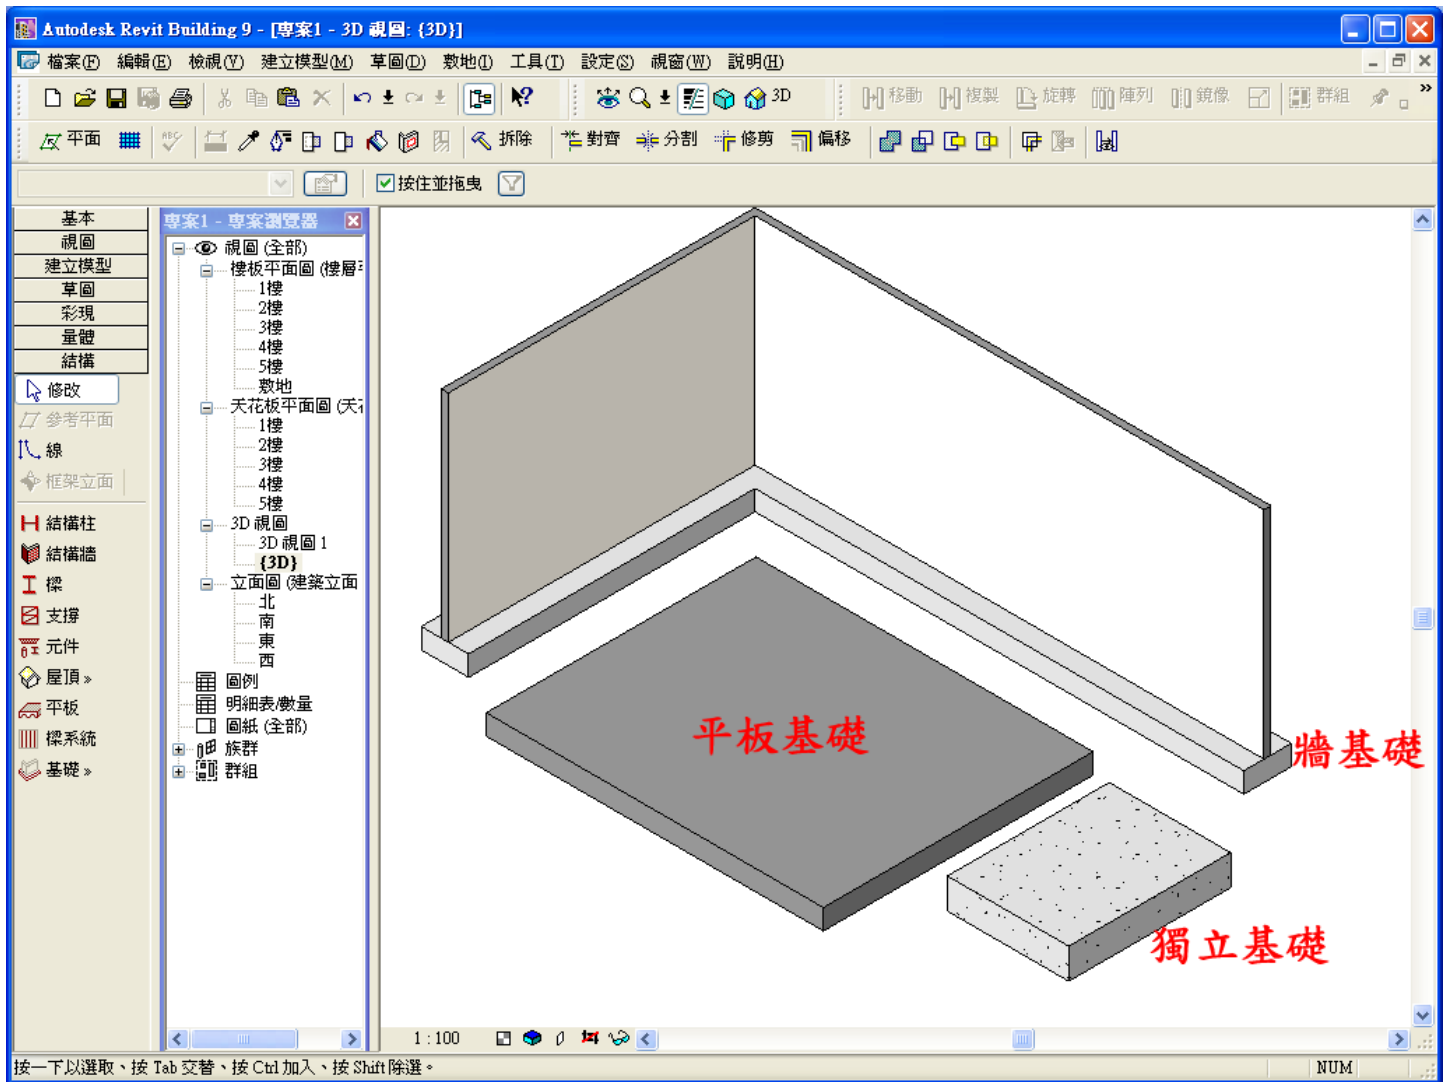 Autodesk Revit Building 9 - [專案1 - 3D 視圖: {3D}]
檔案(F) 編輯(E) 檢視(V) 建立模型(M) 草圖(D) 敷地(I) 工具(T) 設定(S) 視窗(W) 說明(H)
3D 移動 複製 旋轉 陣列 鏡像 群組
平面 拆除 對齊 分割 修剪 偏移
按住並拖曳
基本
視圖
建立模型
草圖
彩現
量體
結構
修改
參考平面
線
框架立面
結構柱
結構牆
樑
支撐
元件
屋頂 »
平板
樑系統
基礎 »
專案1 - 專案瀏覽器
視圖 (全部)
樓板平面圖 (樓層
1樓
2樓
3樓
4樓
5樓
敷地
天花板平面圖 (天
1樓
2樓
3樓
4樓
5樓
3D 視圖
3D 視圖 1
{3D}
立面圖 (建築立面
北
南
東
西
圖例
明細表/數量
圖紙 (全部)
族群
群組
平板基礎
牆基礎
獨立基礎
1 : 100
按一下以選取、按 Tab 交替、按 Ctrl 加入、按 Shift 除選。
NUM